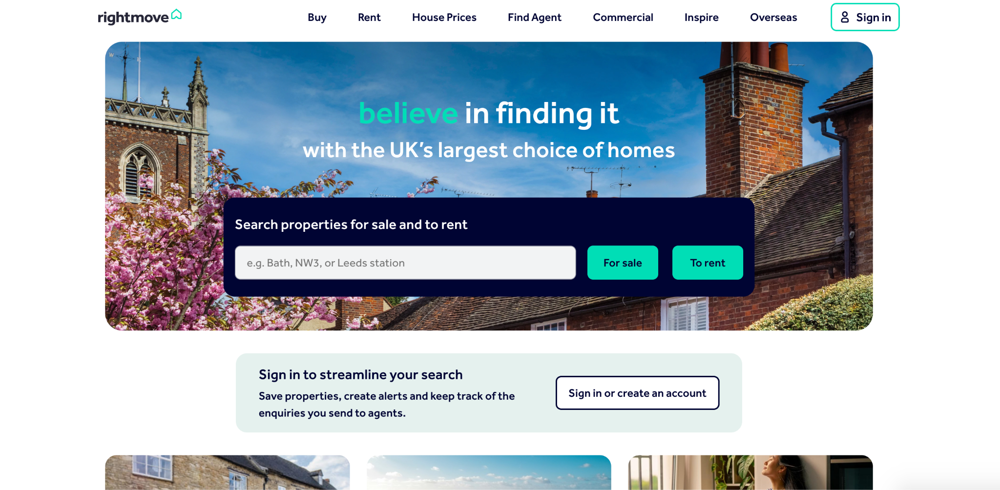 rightmove
Buy
Rent
House Prices
Find Agent
Commercial
Inspire
Overseas
Sign in
W
believe in finding it
with the UK’s largest choice of homes
Search properties for sale and to rent
e.g. Bath, NW3, or Leeds station
For sale
To rent
Sign in to streamline your search
Save properties, create alerts and keep track of the
enquiries you send to agents.
Sign in or create an account